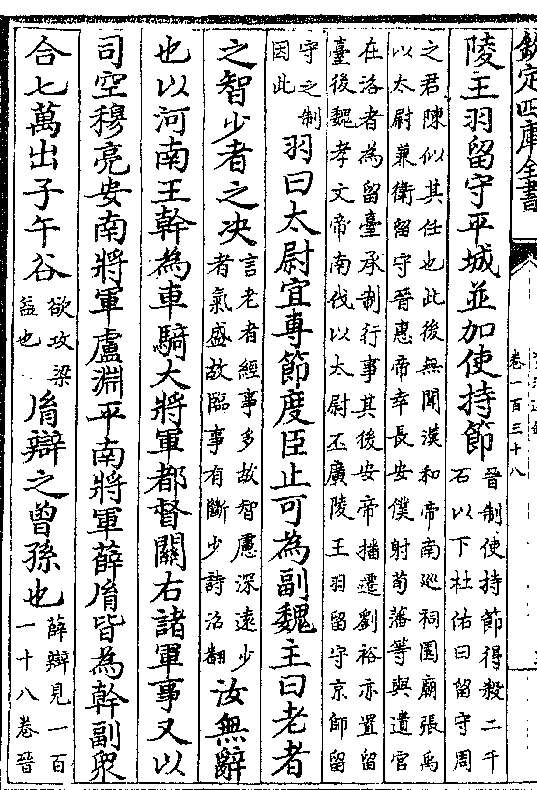 欽定四庫全書
卷一百三十八
陵王羽留守平城並加使持節晉制使持節得殺二千
石以下杜佑曰留守周
之君陳似其任也此後無聞漢和帝南巡祠園廟張禹
以太尉兼衛留守晉惠帝幸長安僕射荀藩等與遺官
在洛者為留臺承制行事其後安帝播遷劉裕亦置留
臺後魏孝文帝南伐以太尉丕廣陵王羽留守京師留
守之制
因此羽曰太尉宜專節度臣止可為副魏主曰老者
之智少者之决言老者經事多故智慮深逺少
者氣盛故臨事有斷少詩沼翻汝無辭
也以河南王幹為車騎大將軍都督關右諸軍事又以
司空穆亮安南將軍盧淵平南將軍薛胤皆為幹副衆
合七萬出子午谷欲攻梁
益也胤辯之曾孫也薛辯見一百
一十八卷晉